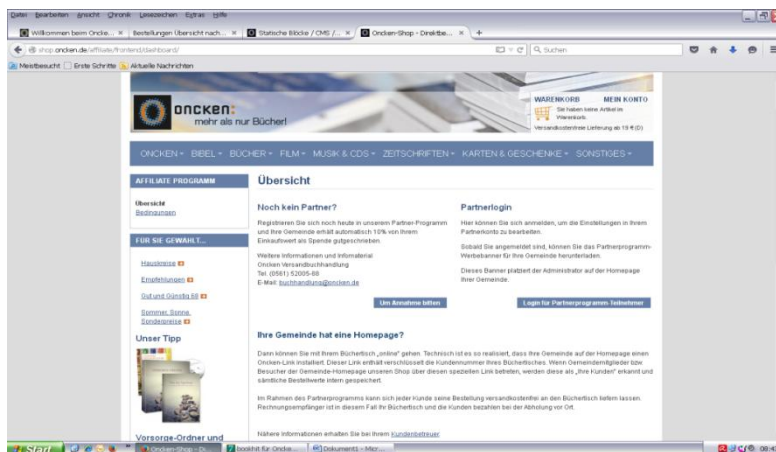 Datei Bearbeiten Ansicht Chronik Lesezeichen Extras Hilfe
Willkommen beim Oncke... Bestellungen Übersicht nach... Statische Blöcke / CMS /... Oncken-Shop - Direktbe...
shop.oncken.de/affiliate/frontend/dashboard/ Suchen
Meistbesucht Erste Schritte Aktuelle Nachrichten
oncken:
mehr als nur Bücher!
WARENKORB MEIN KONTO
Sie haben keine Artikel im
Warenkorb.
Versandkostenfreie Lieferung ab 19 € (D)
ONCKEN BIBEL BÜCHER FILM MUSIK & CDS ZEITSCHRIFTEN KARTEN & GESCHENKE SONSTIGES
AFFILIATE PROGRAMM
Übersicht
Bedingungen
FÜR SIE GEWÄHLT...
Hauskreise
Empfehlungen
Gut und Günstig 68
Sommer, Sonne,
Sonderpreise
Unser Tipp
Vorsorge-Ordner und
Übersicht
Noch kein Partner?
Registrieren Sie sich noch heute in unserem Partner-Programm
und Ihre Gemeinde erhält automatisch 10% von Ihrem
Einkaufswert als Spende gutgeschrieben.
Weitere Informationen und Infomaterial:
Oncken Versandbuchhandlung
Tel. (0561) 52005-88
E-Mail: buchhandlung@oncken.de
Um Annahme bitten
Partnerlogin
Hier können Sie sich anmelden, um die Einstellungen in Ihrem
Partnerkonto zu bearbeiten.
Sobald Sie angemeldet sind, können Sie das Partnerprogramm-
Werbebanner für Ihre Gemeinde herunterladen.
Dieses Banner platziert der Administrator auf der Homepage
Ihrer Gemeinde.
Login für Partnerprogramm-Teilnehmer
Ihre Gemeinde hat eine Homepage?
Dann können Sie mit Ihrem Büchertisch „online" gehen. Technisch ist es so realisiert, dass Ihre Gemeinde auf der Homepage einen
Oncken-Link installiert. Dieser Link enthält verschlüsselt die Kundennummer Ihres Büchertisches. Wenn Gemeindemitglieder bzw.
Besucher der Gemeinde-Homepage unseren Shop über diesen speziellen Link betreten, werden diese als „Ihre Kunden" erkannt und
sämtliche Bestellwerte intern gespeichert.
Im Rahmen des Partnerprogramms kann sich jeder Kunde seine Bestellung versandkostenfrei an den Büchertisch liefern lassen.
Rechnungsempfänger ist in diesem Fall Ihr Büchertisch und die Kunden bezahlen bei der Abholung vor Ort.
Nähere Informationen erhalten Sie bei Ihrem Kundenbetreuer.
Start Oncken-Shop - Di... bookhit für Oncke... Dokument1 - Micr...